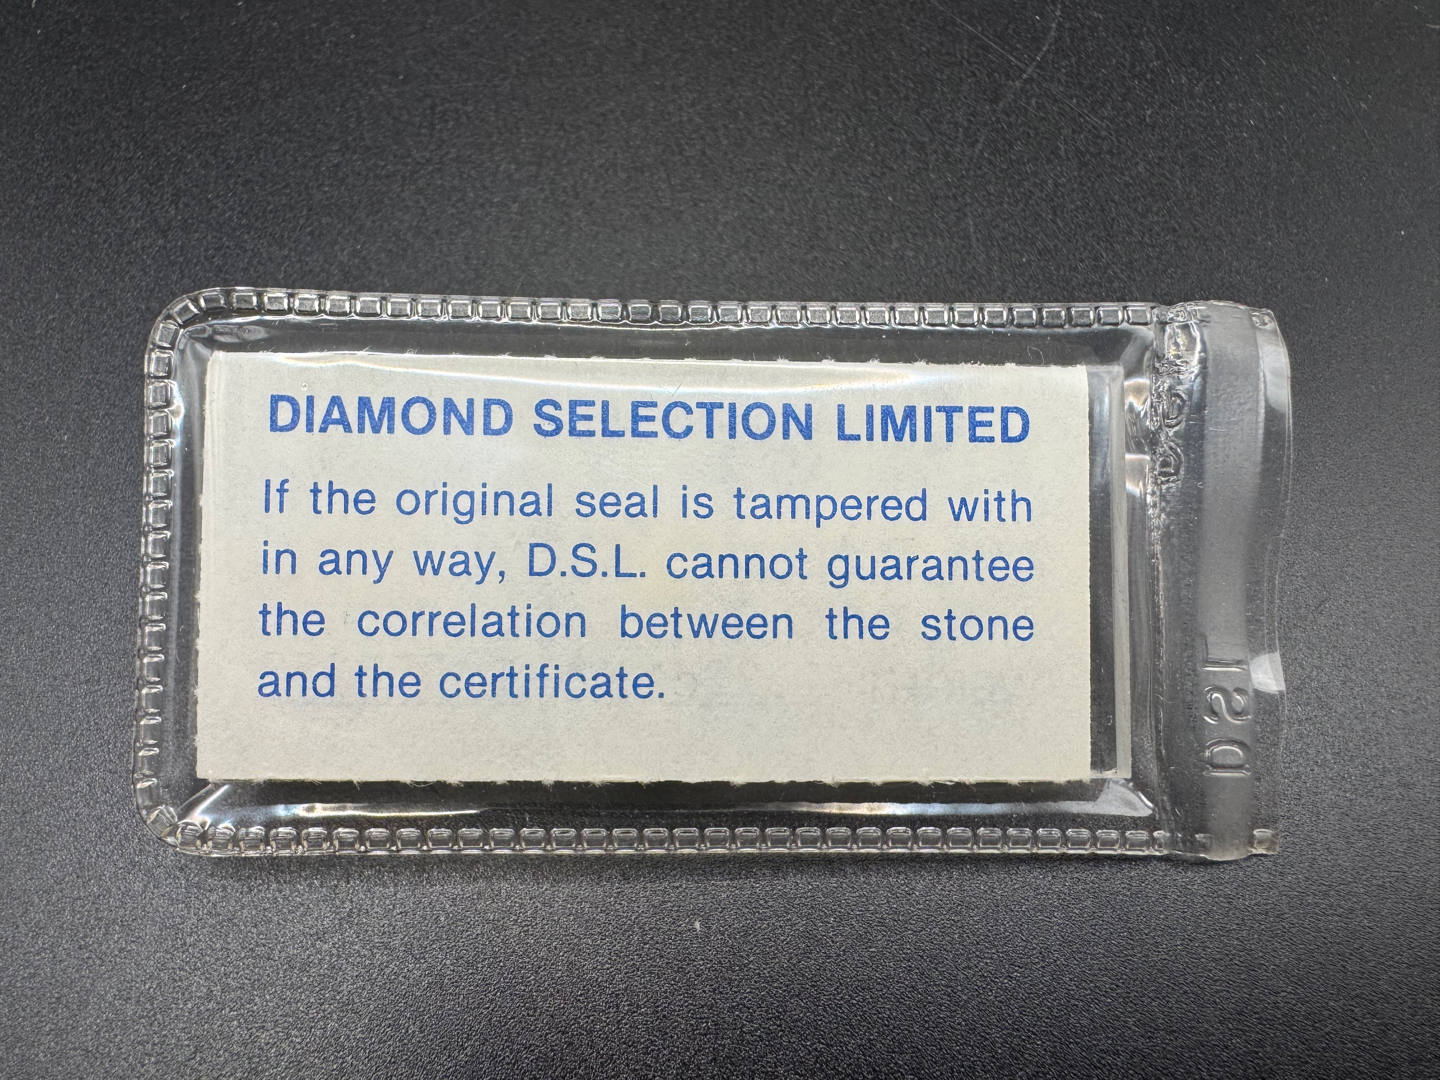 DIAMOND SELECTION LIMITED
If the original seal is tampered with
in any way, D.S.L. cannot guarantee
the correlation between the stone
and the certificate.
DSL